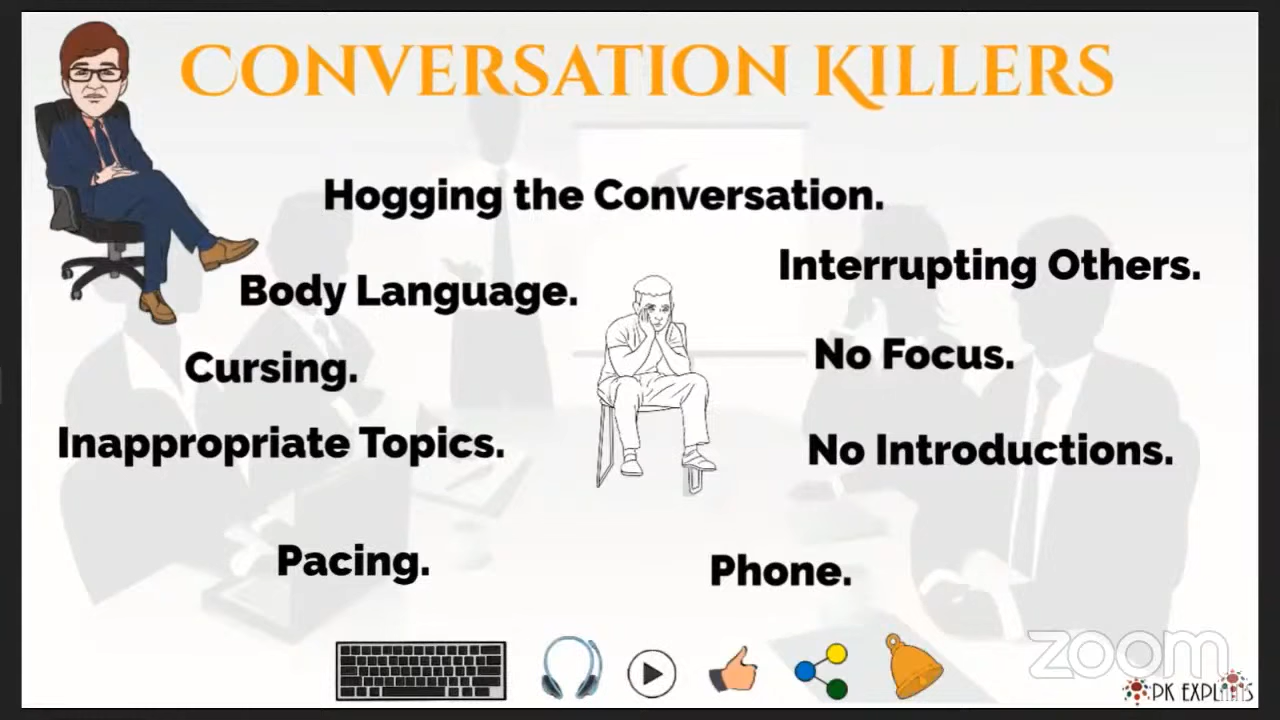 CONVERSATION KILLERS
Hogging the Conversation.
Interrupting Others.
Body Language.
No Focus.
Cursing.
Inappropriate Topics.
No Introductions.
Pacing.
Phone.
zoom
PK EXPLAINS